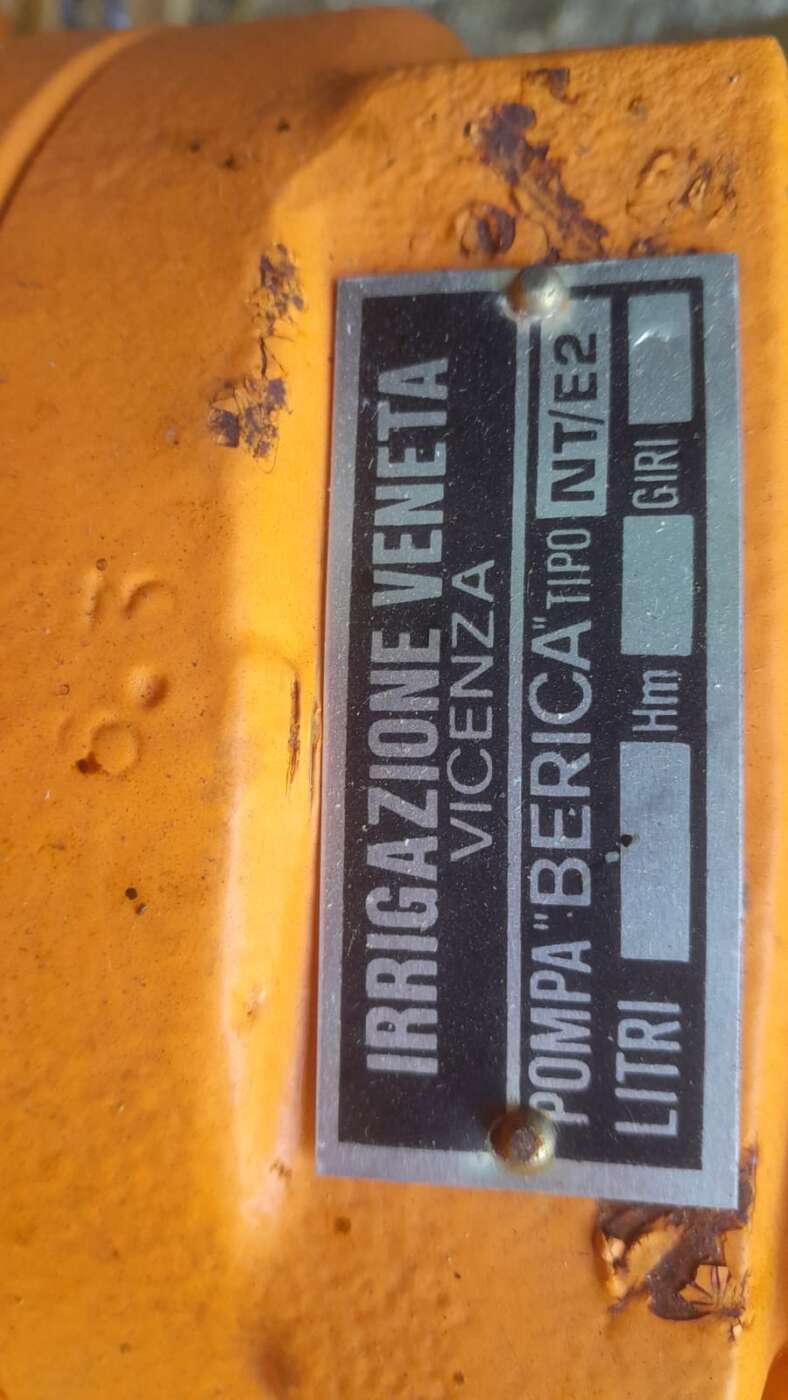 IRRIGAZIONE VENETA
VICENZA
POMPA "BERICA" TIPO NT/E2
LITRI Hm GIRI